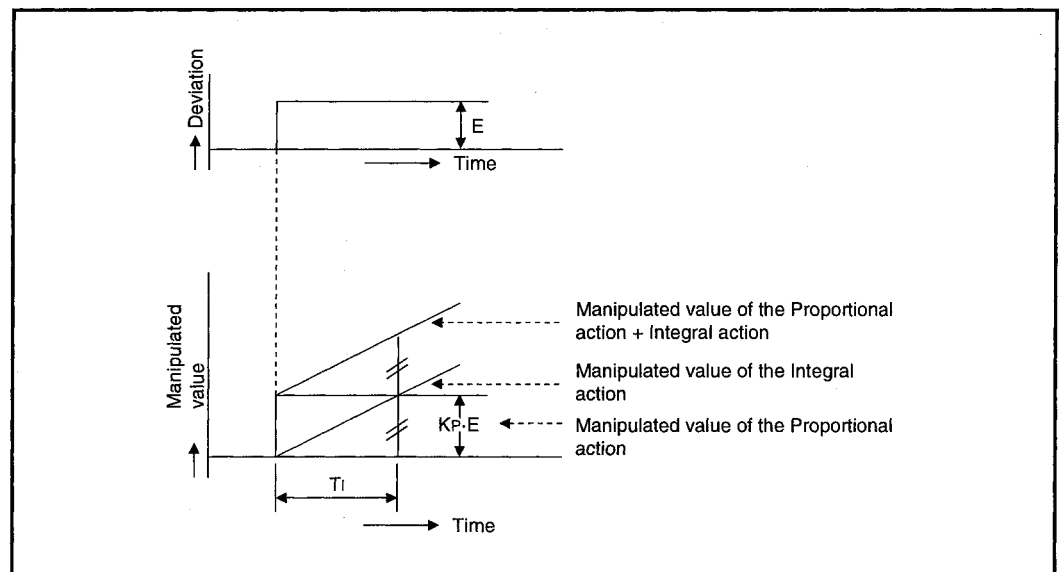 Deviation
E
Time
Manipulated
value
Manipulated value of the Proportional
action + Integral action
Manipulated value of the Integral
action
KP·E
Manipulated value of the Proportional
action
TI
Time